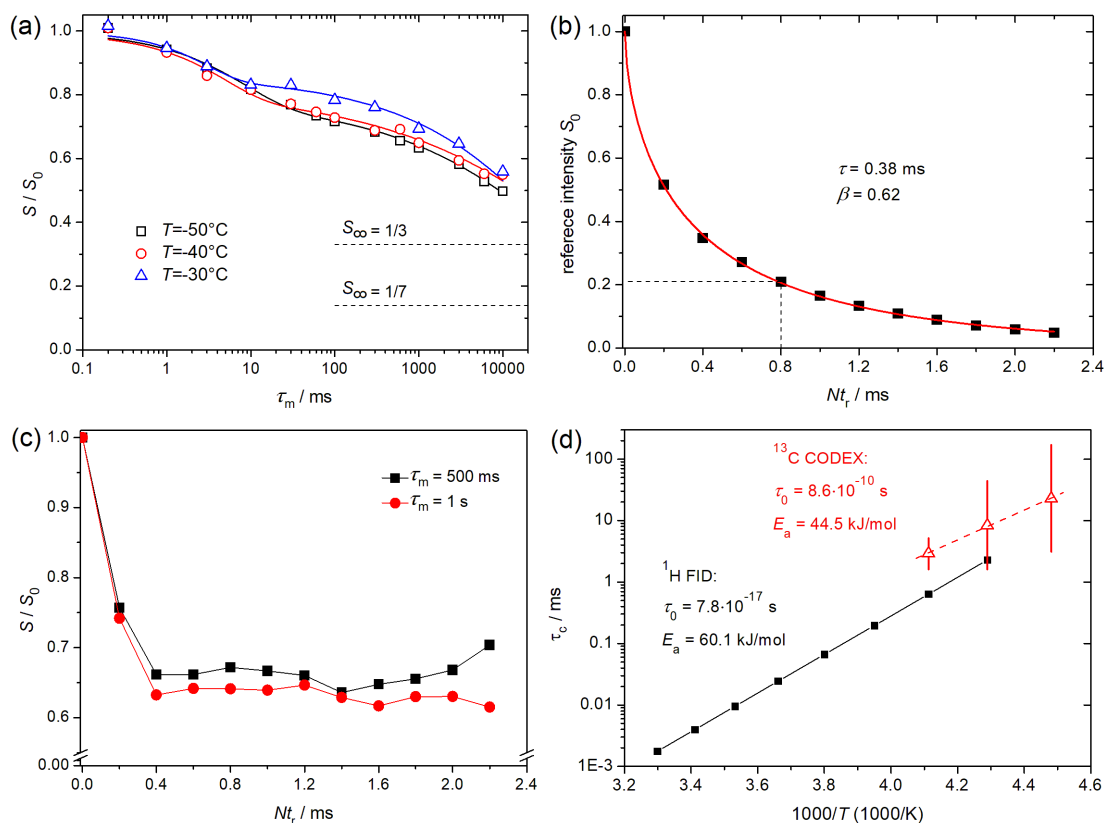 (a)
1.0
0.8
0.6
0.4
0.2
0.0
S / S₀
T=-50°C
T=-40°C
T=-30°C
S∞ = 1/3
S∞ = 1/7
0.1 1 10 100 1000 10000
τm / ms
(b)
1.0
0.8
0.6
0.4
0.2
0.0
referece intensity S₀
τ = 0.38 ms
β = 0.62
0.0 0.4 0.8 1.2 1.6 2.0 2.4
Ntr / ms
(c)
1.0
0.9
0.8
0.7
0.6
0.00
S / S₀
τm = 500 ms
τm = 1 s
0.0 0.4 0.8 1.2 1.6 2.0 2.4
Ntr / ms
(d)
100
10
1
0.1
0.01
1E-3
τc / ms
¹³C CODEX:
τ₀ = 8.6·10⁻¹⁰ s
Ea = 44.5 kJ/mol
¹H FID:
τ₀ = 7.8·10⁻¹⁷ s
Ea = 60.1 kJ/mol
3.2 3.4 3.6 3.8 4.0 4.2 4.4 4.6
1000/T (1000/K)